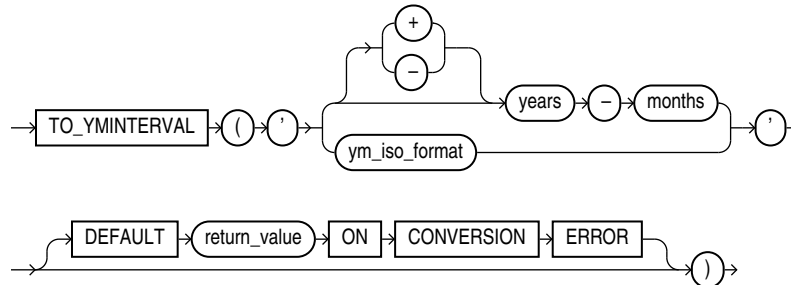 +
–
years – months
TO_YMINTERVAL ( ' '
ym_iso_format
DEFAULT return_value ON CONVERSION ERROR
)